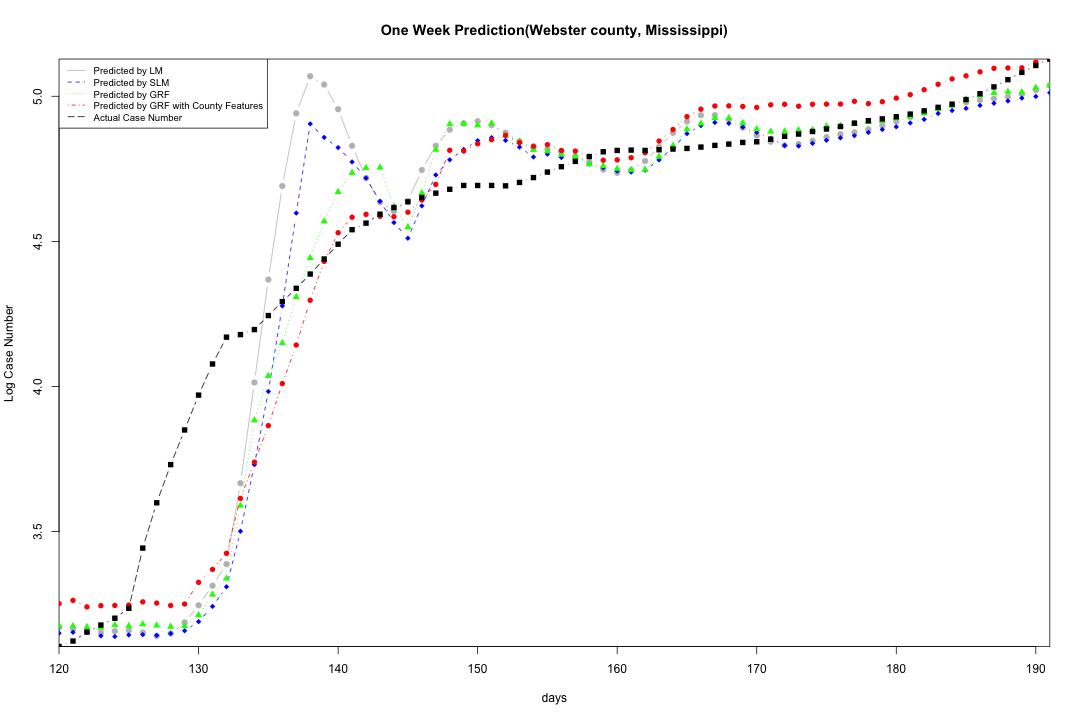 One Week Prediction(Webster county, Mississippi)
Predicted by LM
Predicted by SLM
Predicted by GRF
Predicted by GRF with County Features
Actual Case Number
5.0
4.5
4.0
3.5
Log Case Number
120 130 140 150 160 170 180 190
days